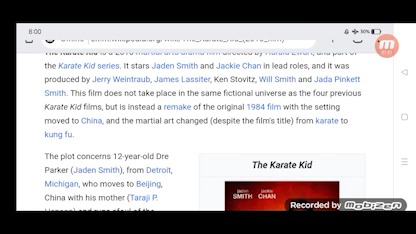 8:00
50%
The Karate Kid is a 2010 martial arts drama film directed by Harald Zwart, and part of
the Karate Kid series. It stars Jaden Smith and Jackie Chan in lead roles, and it was
produced by Jerry Weintraub, James Lassiter, Ken Stovitz, Will Smith and Jada Pinkett
Smith. This film does not take place in the same fictional universe as the four previous
Karate Kid films, but is instead a remake of the original 1984 film with the setting
moved to China, and the martial art changed (despite the film's title) from karate to
kung fu.
The plot concerns 12-year-old Dre
Parker (Jaden Smith), from Detroit,
Michigan, who moves to Beijing,
China with his mother (Taraji P.
The Karate Kid
JADEN SMITH JACKIE CHAN
Recorded by MOBIZEN